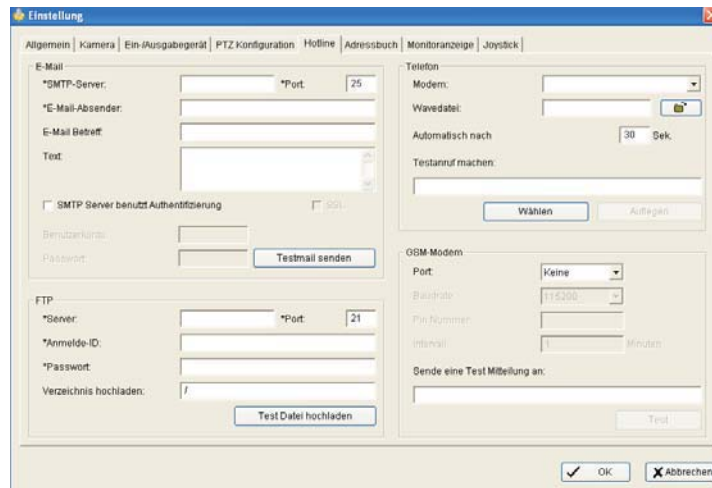 Einstellung
Allgemein Kamera Ein-/Ausgabegerät PTZ Konfiguration Hotline Adressbuch Monitoranzeige Joystick
E-Mail
*SMTP-Server: *Port: 25
*E-Mail-Absender:
E-Mail Betreff:
Text:
SMTP Server benutzt Authentifizierung SSL
Benutzerkonto:
Passwort: Testmail senden
FTP
*Server: *Port: 21
*Anmelde-ID:
*Passwort:
Verzeichnis hochladen: /
Test Datei hochladen
Telefon
Modem:
Wavedatei:
Automatisch nach 30 Sek.
Testanruf machen:
Wählen Auflegen
GSM-Modem
Port: Keine
Baudrate: 115200
Pin Nummer:
Intervall: 1 Minuten
Sende eine Test Mitteilung an:
Test
OK Abbrechen